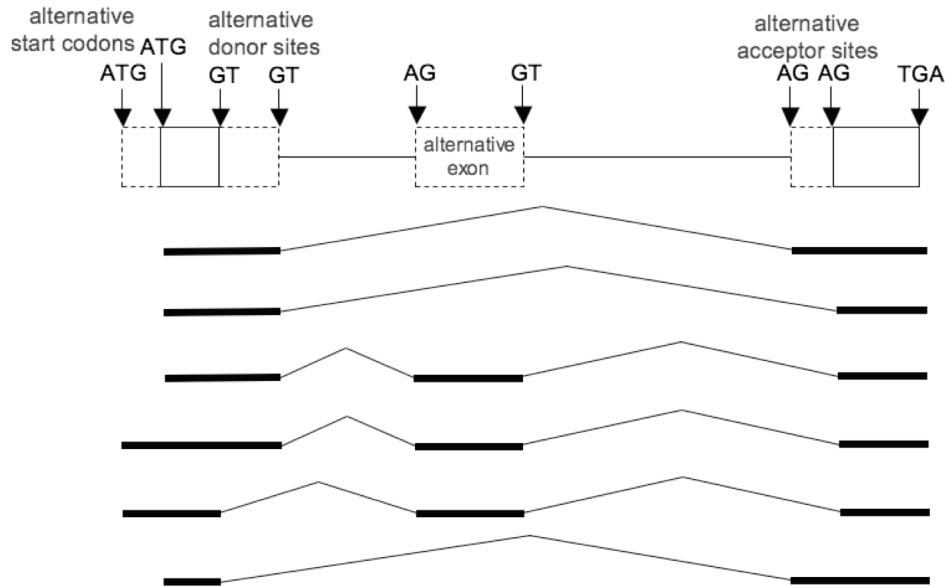 alternative
start codons
ATG
ATG
alternative
donor sites
GT
GT
AG
GT
alternative
acceptor sites
AG
AG
TGA
alternative
exon